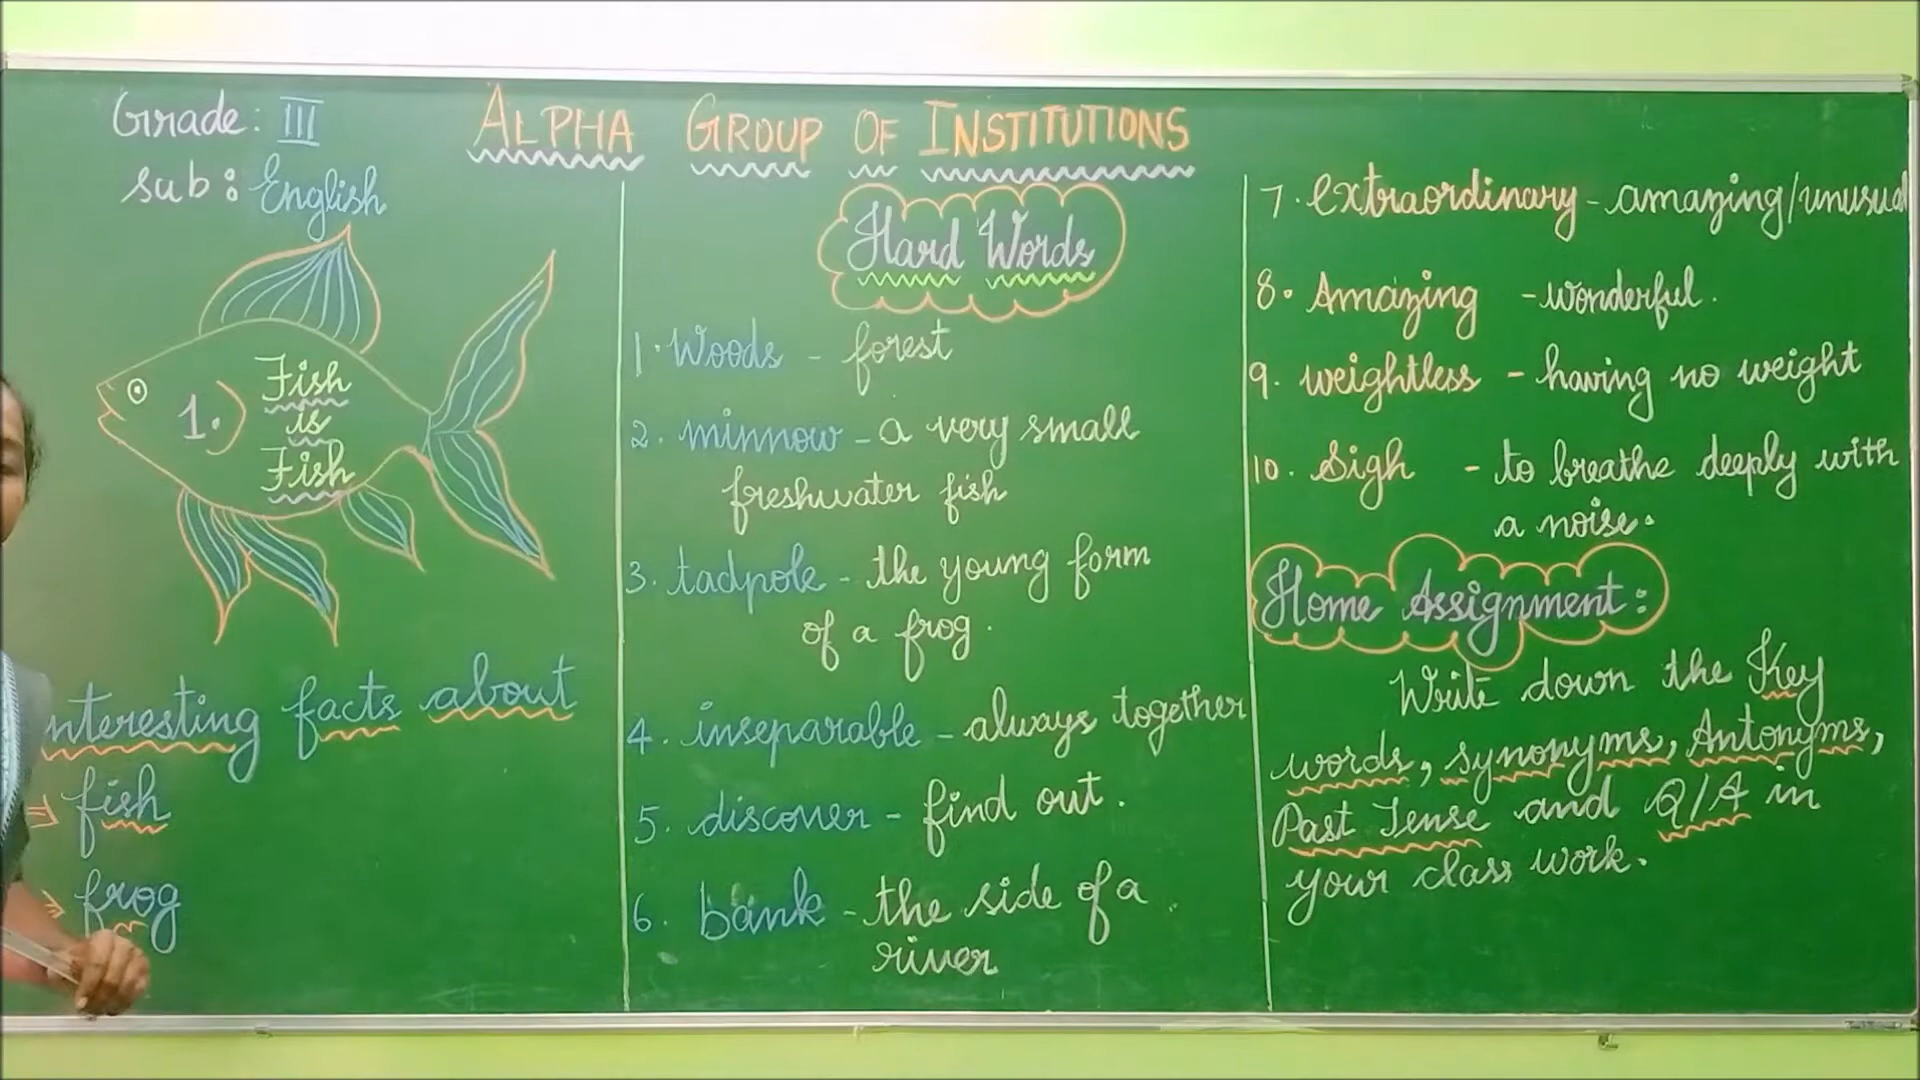 Grade: III
Sub: English
ALPHA GROUP OF INSTITUTIONS
1. Fish
is
Fish
nteresting facts about
⇒ fish
⇒ frog
Hard Words
1. Woods - forest
2. minnow - a very small
freshwater fish
3. tadpole - the young form
of a frog.
4. inseparable - always together
5. discover - find out.
6. bank - the side of a
river
7. extraordinary - amazing/unusual
8. Amazing - wonderful.
9. weightless - having no weight
10. Sigh - to breathe deeply with
a noise.
Home Assignment:
Write down the Key
words, synonyms, Antonyms,
Past Tense and Q/A in
your class work.